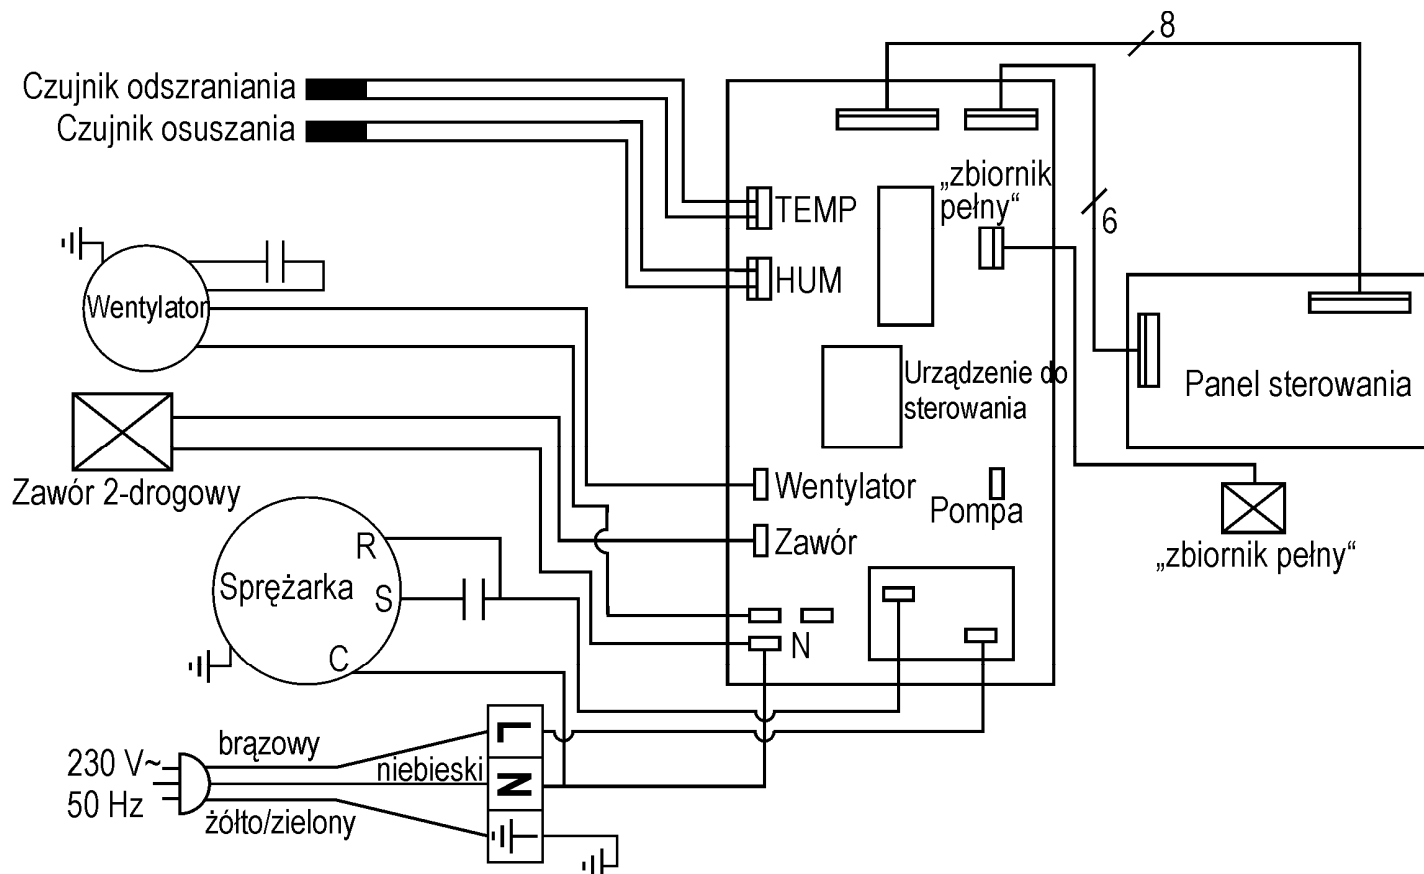 8
Czujnik odszraniania
Czujnik osuszania
„zbiornik
pełny“
TEMP
6
HUM
Wentylator
Urządzenie do
sterowania
Panel sterowania
Zawór 2-drogowy
Wentylator
Pompa
R
Zawór
„zbiornik pełny“
Sprężarka
S
N
C
L
brązowy
230 V~
niebieski
N
50 Hz
żółto/zielony